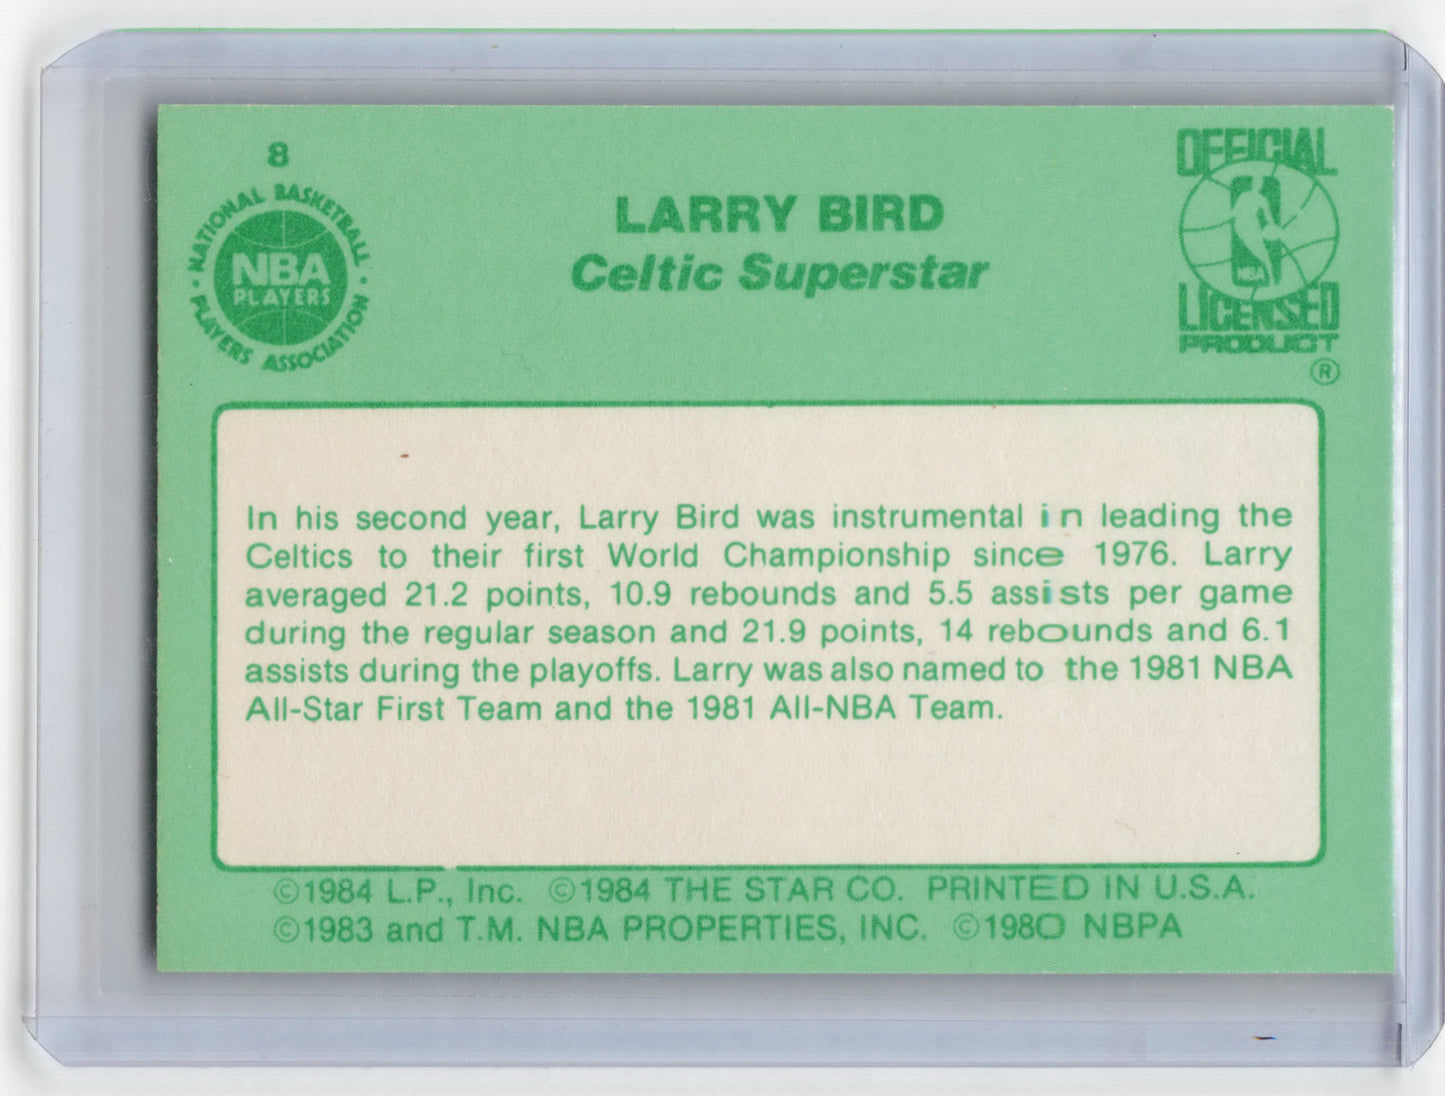 8
NATIONAL BASKETBALL
NBA
PLAYERS
PLAYERS ASSOCIATION
LARRY BIRD
Celtic Superstar
OFFICIAL
NBA
LICENSED
PRODUCT
®
In his second year, Larry Bird was instrumental in leading the
Celtics to their first World Championship since 1976. Larry
averaged 21.2 points, 10.9 rebounds and 5.5 assists per game
during the regular season and 21.9 points, 14 rebounds and 6.1
assists during the playoffs. Larry was also named to the 1981 NBA
All-Star First Team and the 1981 All-NBA Team.
©1984 L.P., Inc. ©1984 THE STAR CO. PRINTED IN U.S.A.
©1983 and T.M. NBA PROPERTIES, INC. ©1980 NBPA